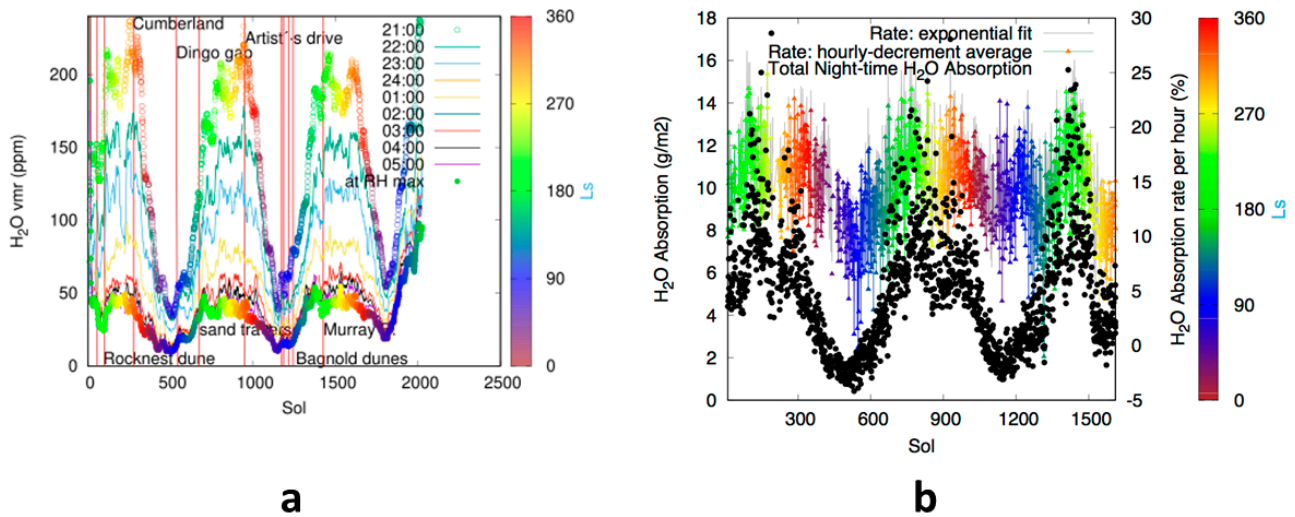 Cumberland
Dingo gap
Artist´·s drive
21:00
22:00
23:00
24:00
01:00
02:00
03:00
04:00
05:00
at RH max
sand travers
Murray
Rocknest dune
Bagnold dunes
H2O vmr (ppm)
0
50
100
150
200
0
500
1000
1500
2000
2500
Sol
360
270
180
90
0
Ls
a
Rate: exponential fit
Rate: hourly-decrement average
Total Night-time H2O Absorption
H2O Absorption (g/m2)
18
16
14
12
10
8
6
4
2
0
300
600
900
1200
1500
Sol
30
25
20
15
10
5
0
-5
H2O Absorption rate per hour (%)
360
270
180
90
0
Ls
b